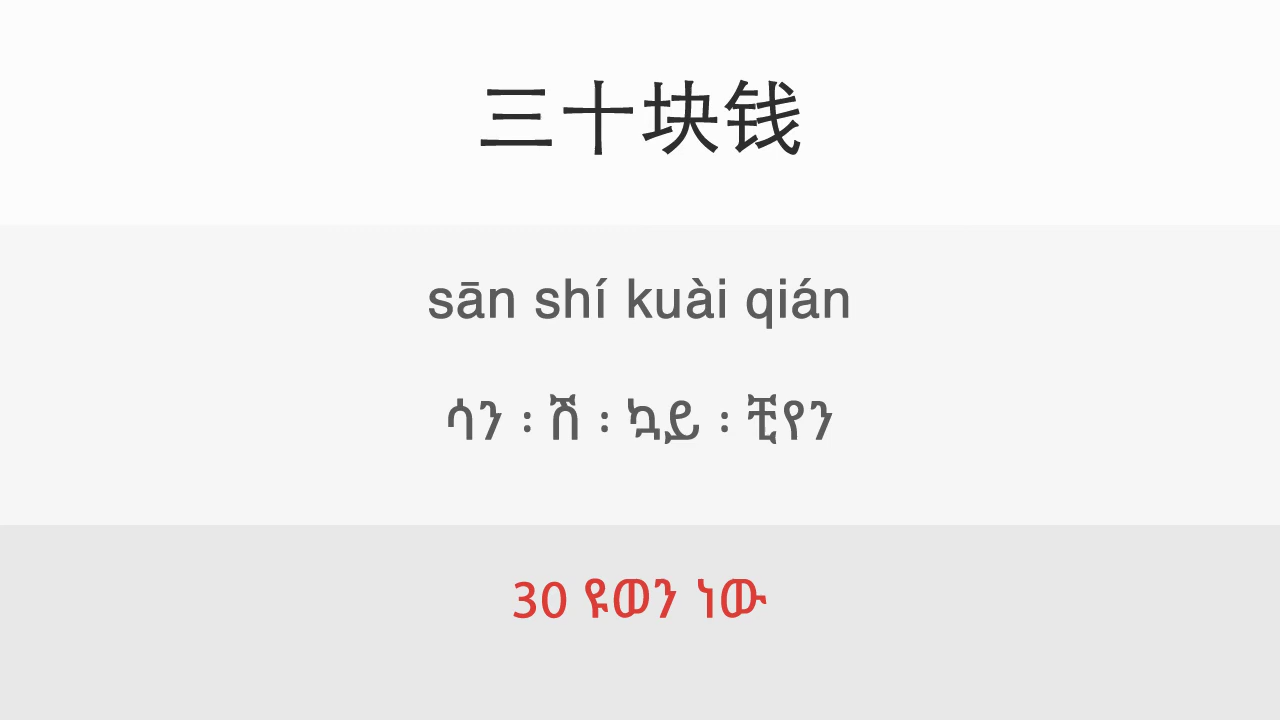 三十块钱
sān shí kuài qián
ሳን ፡ ሽ ፡ ኳይ ፡ ቺየን
30 ዩወን ነው